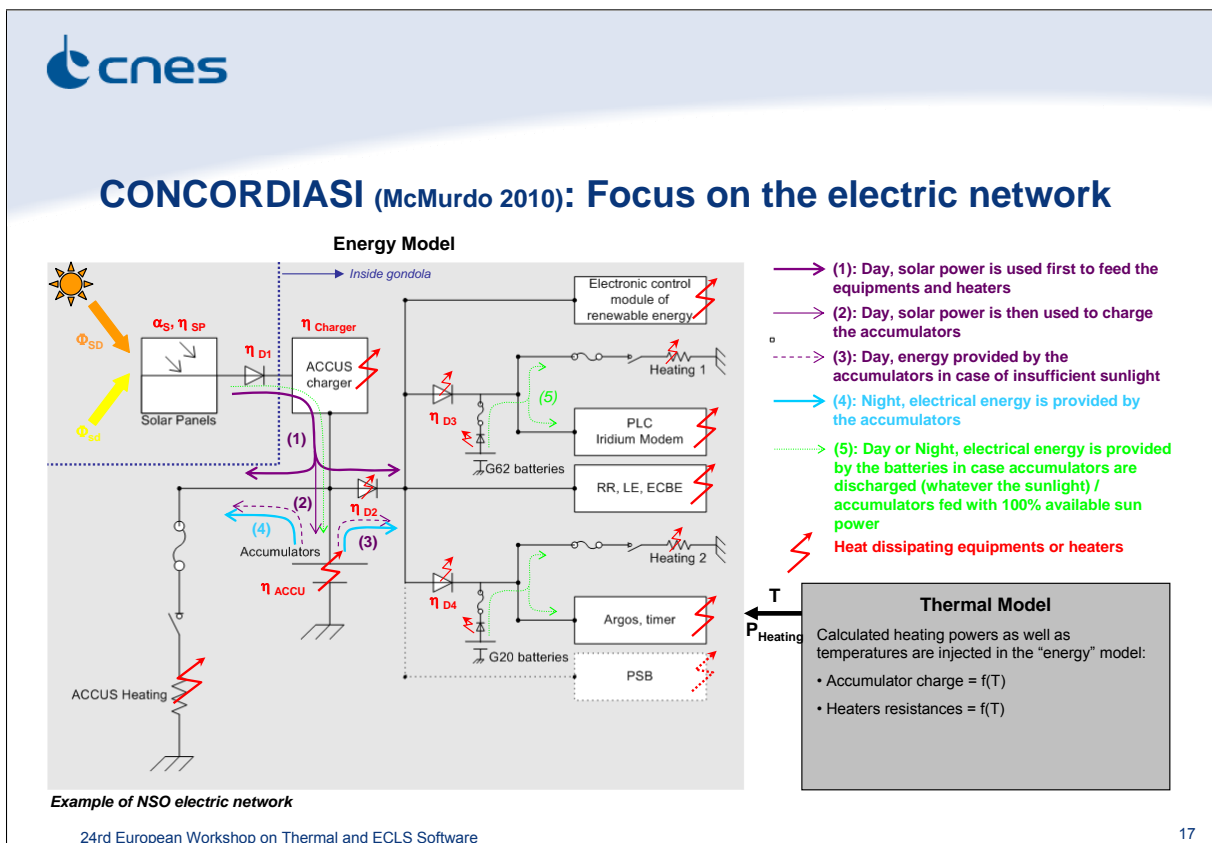 cnes
CONCORDIASI (McMurdo 2010): Focus on the electric network
Energy Model
Inside gondola
ΦSD
Φad
αS, η SP
Solar Panels
η D1
η Charger
ACCUS
charger
(1)
(2)
(4)
(3)
Accumulators
η ACCU
η D2
ACCUS Heating
Electronic control
module of
renewable energy
Heating 1
η D3
(5)
G62 batteries
PLC
Iridium Modem
RR, LE, ECBE
Heating 2
η D4
G20 batteries
Argos, timer
PSB
(1): Day, solar power is used first to feed the
equipments and heaters
(2): Day, solar power is then used to charge
the accumulators
(3): Day, energy provided by the
accumulators in case of insufficient sunlight
(4): Night, electrical energy is provided by
the accumulators
(5): Day or Night, electrical energy is provided
by the batteries in case accumulators are
discharged (whatever the sunlight) /
accumulators fed with 100% available sun
power
Heat dissipating equipments or heaters
T
PHeating
Thermal Model
Calculated heating powers as well as
temperatures are injected in the “energy” model:
• Accumulator charge = f(T)
• Heaters resistances = f(T)
Example of NSO electric network
24rd European Workshop on Thermal and ECLS Software
17